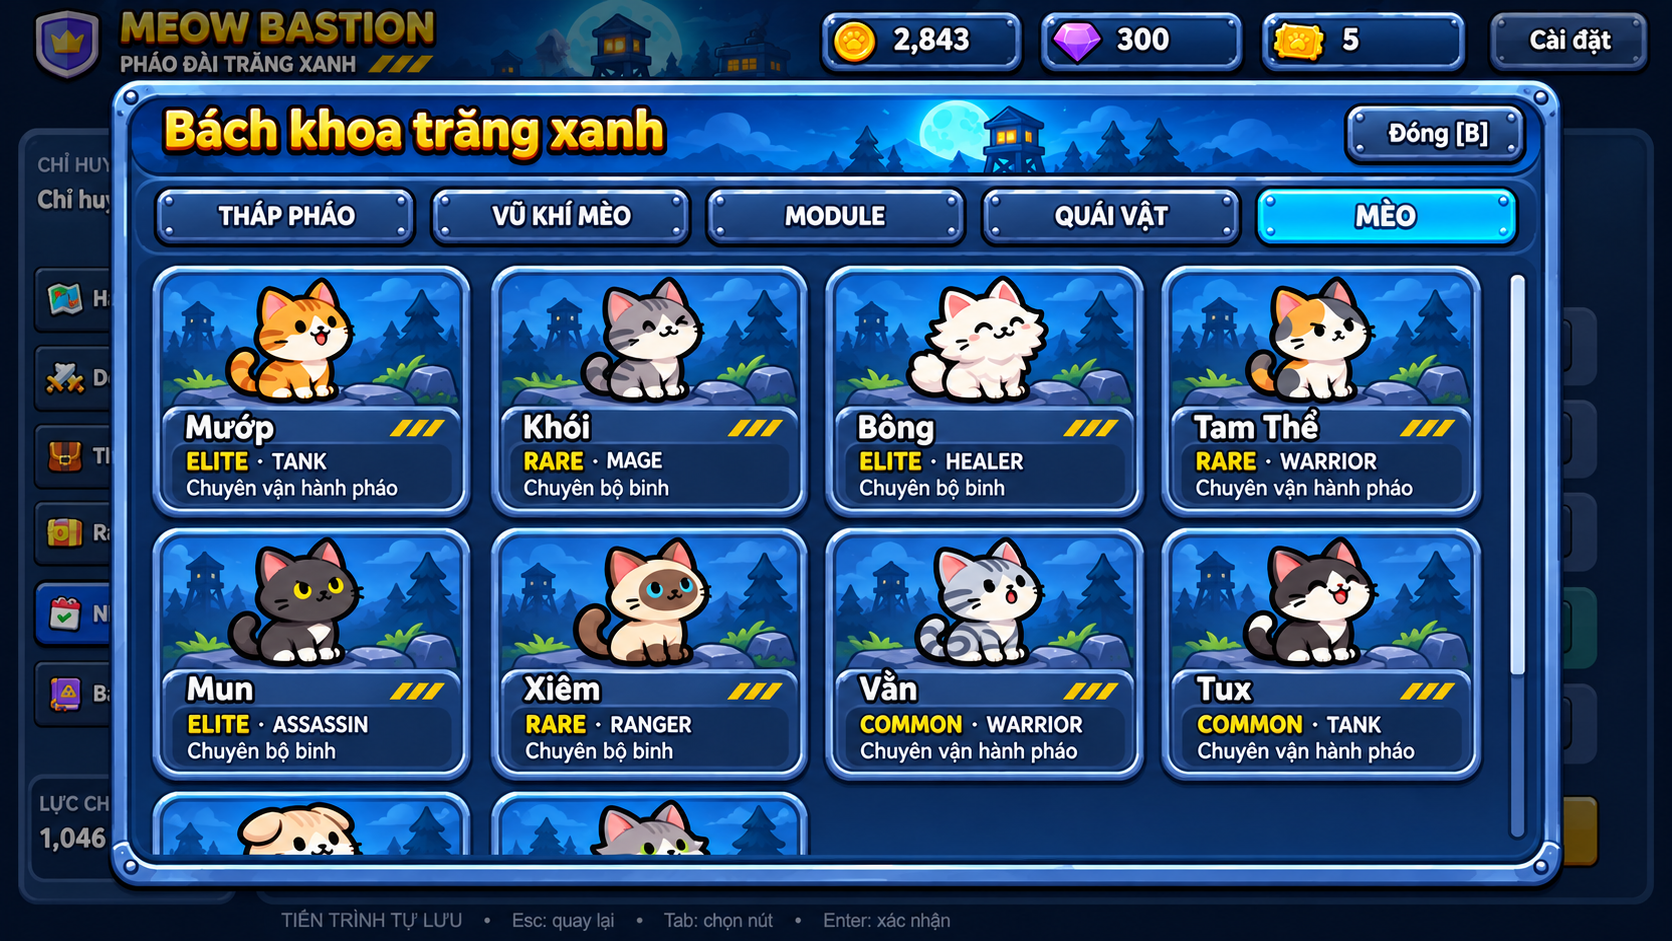 MEOW BASTION
PHÁO ĐÀI TRĂNG XANH
2,843
300
5
Cài đặt
Bách khoa trăng xanh
Đóng [B]
THÁP PHÁO
VŨ KHÍ MÈO
MODULE
QUÁI VẬT
MÈO
CHỈ HUY
Chỉ huy
Mướp
ELITE · TANK
Chuyên vận hành pháo
Khói
RARE · MAGE
Chuyên bộ binh
Bông
ELITE · HEALER
Chuyên bộ binh
Tam Thể
RARE · WARRIOR
Chuyên vận hành pháo
Mun
ELITE · ASSASSIN
Chuyên bộ binh
Xiêm
RARE · RANGER
Chuyên bộ binh
Vằn
COMMON · WARRIOR
Chuyên vận hành pháo
Tux
COMMON · TANK
Chuyên vận hành pháo
LỰC CH
1,046
TIẾN TRÌNH TỰ LƯU • Esc: quay lại • Tab: chọn nút • Enter: xác nhận